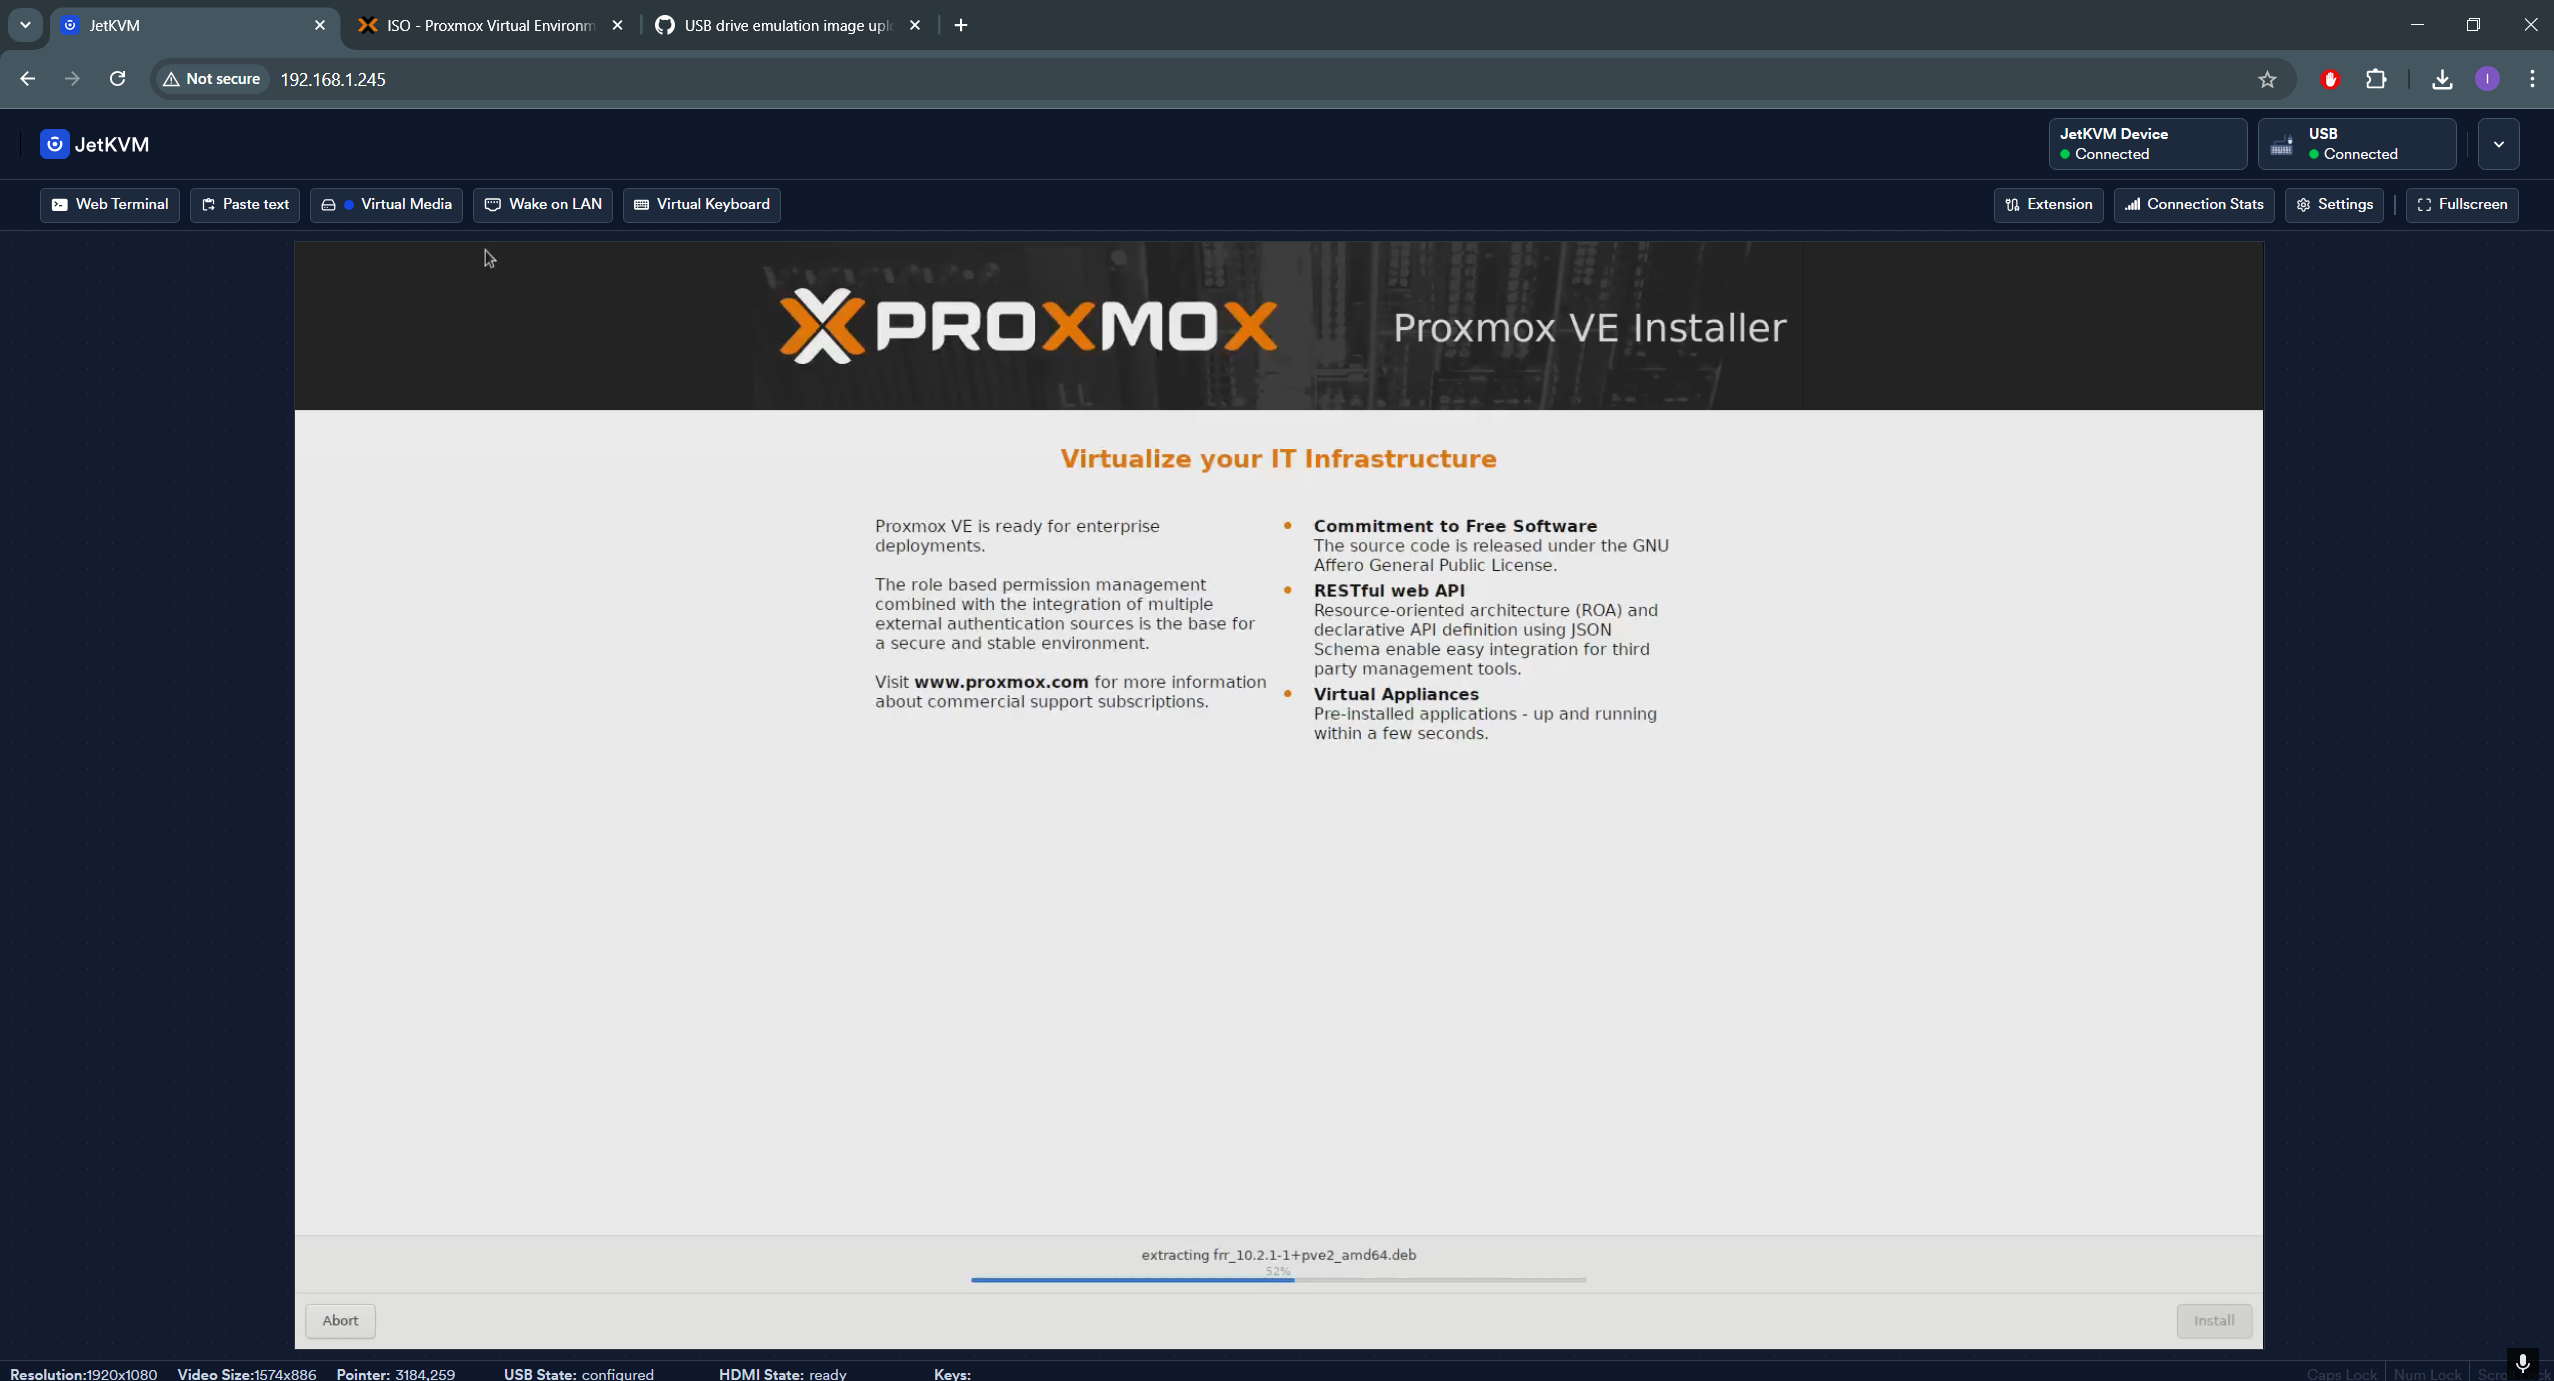 JetKVM
ISO - Proxmox Virtual Environm
USB drive emulation image upl
Not secure
192.168.1.245
I
JetKVM
JetKVM Device
Connected
USB
Connected
Web Terminal
Paste text
Virtual Media
Wake on LAN
Virtual Keyboard
Extension
Connection Stats
Settings
Fullscreen
PROXMOX
Proxmox VE Installer
Virtualize your IT Infrastructure
Proxmox VE is ready for enterprise
deployments.
The role based permission management
combined with the integration of multiple
external authentication sources is the base for
a secure and stable environment.
Visit www.proxmox.com for more information
about commercial support subscriptions.
Commitment to Free Software
The source code is released under the GNU
Affero General Public License.
RESTful web API
Resource-oriented architecture (ROA) and
declarative API definition using JSON
Schema enable easy integration for third
party management tools.
Virtual Appliances
Pre-installed applications - up and running
within a few seconds.
extracting frr_10.2.1-1+pve2_amd64.deb
52%
Abort
Install
Resolution:1920x1080
Video Size:1574x886
Pointer: 3184,259
USB State: configured
HDMI State: ready
Keys:
Caps Lock
Num Lock